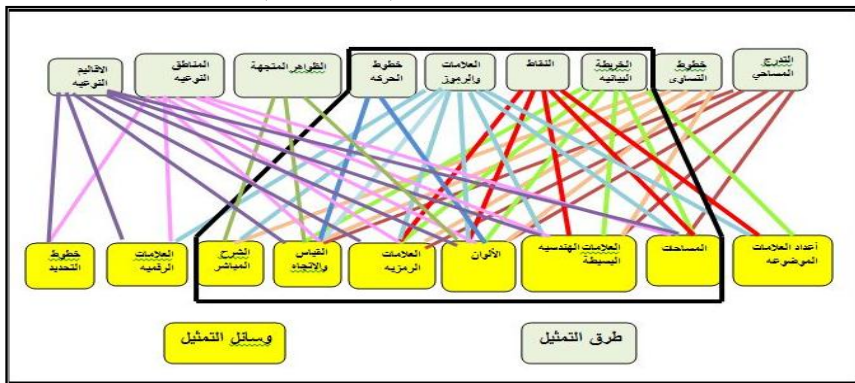 التدرج
المساحي
خطوط
التساوى
الخريطة
البيانيه
النقاط
العلامات
والرموز
خطوط
الحركه
الظواهر المتجهة
المناطق
النوعيه
الاقاليم
النوعيه
أعداد العلامات
الموضوعه
المساحات
العلامات الهندسيه
البسيطة
الألوان
العلامات
الرمزيه
القياس
والاتجاه
الشرح
المباشر
العلامات
الرقميه
خطوط
التحديد
طرق التمثيل
وسائل التمثيل